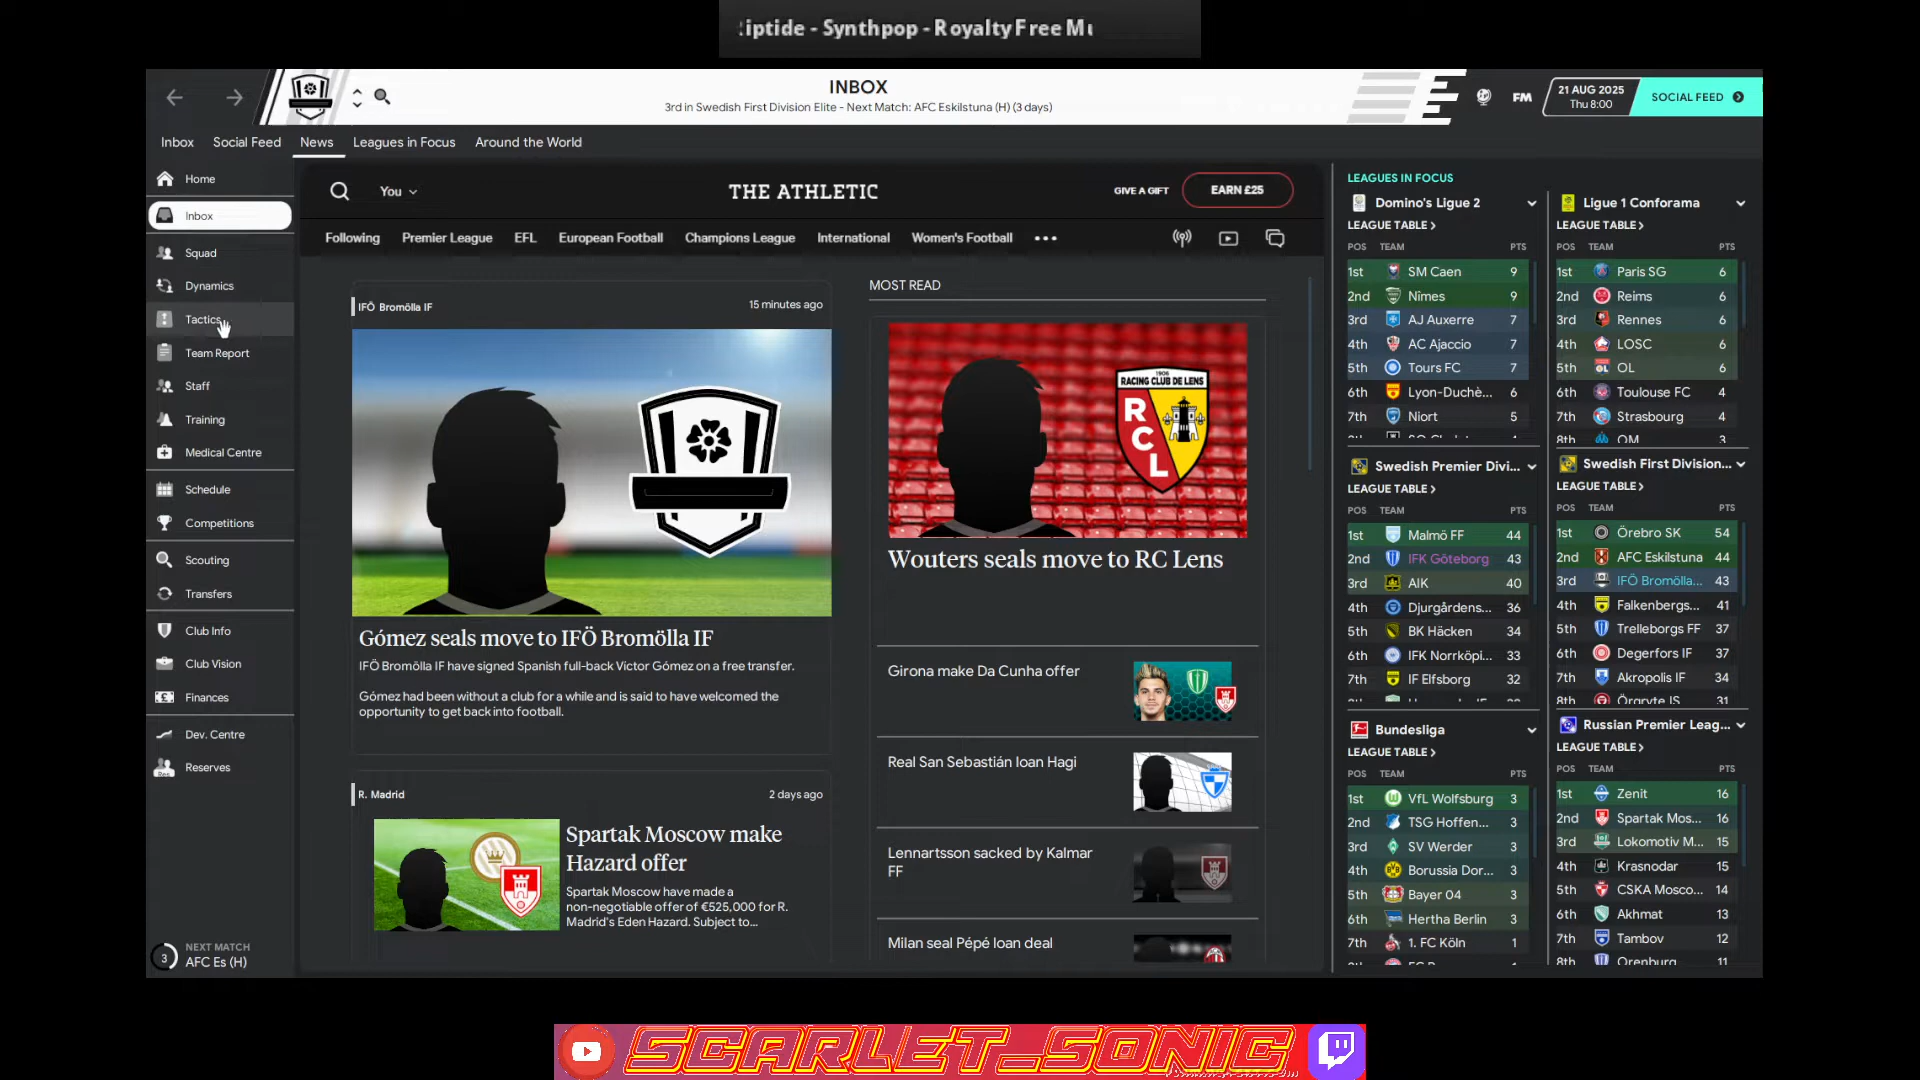 iptide - Synthpop - Royalty Free Mu
INBOX
3rd in Swedish First Division Elite - Next Match: AFC Eskilstuna (H) (3 days)
FM
21 AUG 2025
Thu 8:00
SOCIAL FEED
Inbox
Social Feed
News
Leagues in Focus
Around the World
Home
Inbox
Squad
Dynamics
Tactics
Team Report
Staff
Training
Medical Centre
Schedule
Competitions
Scouting
Transfers
Club Info
Club Vision
Finances
Dev. Centre
Reserves
3
NEXT MATCH
AFC Es (H)
You
THE ATHLETIC
GIVE A GIFT
EARN £25
Following
Premier League
EFL
European Football
Champions League
International
Women's Football
IFÖ Bromölla IF
15 minutes ago
Gómez seals move to IFÖ Bromölla IF
IFÖ Bromölla IF have signed Spanish full-back Víctor Gómez on a free transfer.
Gómez had been without a club for a while and is said to have welcomed the
opportunity to get back into football.
R. Madrid
2 days ago
Spartak Moscow make
Hazard offer
Spartak Moscow have made a
non-negotiable offer of €525,000 for R.
Madrid's Eden Hazard. Subject to...
MOST READ
1906
RACING CLUB DE LENS
RCL
Wouters seals move to RC Lens
Girona make Da Cunha offer
Real San Sebastián loan Hagi
Lennartsson sacked by Kalmar
FF
Milan seal Pépé loan deal
LEAGUES IN FOCUS
Domino's Ligue 2
LEAGUE TABLE >
POS TEAM PTS
1st SM Caen 9
2nd Nîmes 9
3rd AJ Auxerre 7
4th AC Ajaccio 7
5th Tours FC 7
6th Lyon-Duchè... 6
7th Niort 5
Ligue 1 Conforama
LEAGUE TABLE >
POS TEAM PTS
1st Paris SG 6
2nd Reims 6
3rd Rennes 6
4th LOSC 6
5th OL 6
6th Toulouse FC 4
7th Strasbourg 4
8th OM 3
Swedish Premier Divi...
LEAGUE TABLE >
POS TEAM PTS
1st Malmö FF 44
2nd IFK Göteborg 43
3rd AIK 40
4th Djurgårdens... 36
5th BK Häcken 34
6th IFK Norrköpi... 33
7th IF Elfsborg 32
Swedish First Division...
LEAGUE TABLE >
POS TEAM PTS
1st Örebro SK 54
2nd AFC Eskilstuna 44
3rd IFÖ Bromölla... 43
4th Falkenbergs... 41
5th Trelleborgs FF 37
6th Degerfors IF 37
7th Akropolis IF 34
8th Örgryte IS 31
Bundesliga
LEAGUE TABLE >
POS TEAM PTS
1st VfL Wolfsburg 3
2nd TSG Hoffen... 3
3rd SV Werder 3
4th Borussia Dor... 3
5th Bayer 04 3
6th Hertha Berlin 3
7th 1. FC Köln 1
Russian Premier Leag...
LEAGUE TABLE >
POS TEAM PTS
1st Zenit 16
2nd Spartak Mos... 16
3rd Lokomotiv M... 15
4th Krasnodar 15
5th CSKA Mosco... 14
6th Akhmat 13
7th Tambov 12
8th Orenburg 11
SCARLET_SONIC